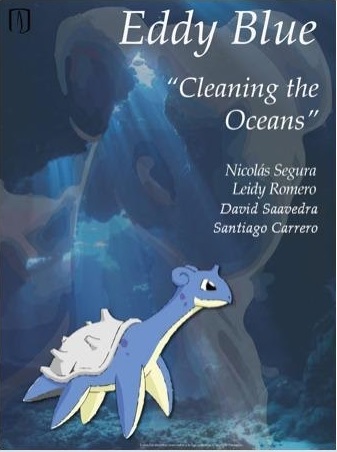 Eddy Blue
“Cleaning the
Oceans”
Nicolás Segura
Leidy Romero
David Saavedra
Santiago Carrero